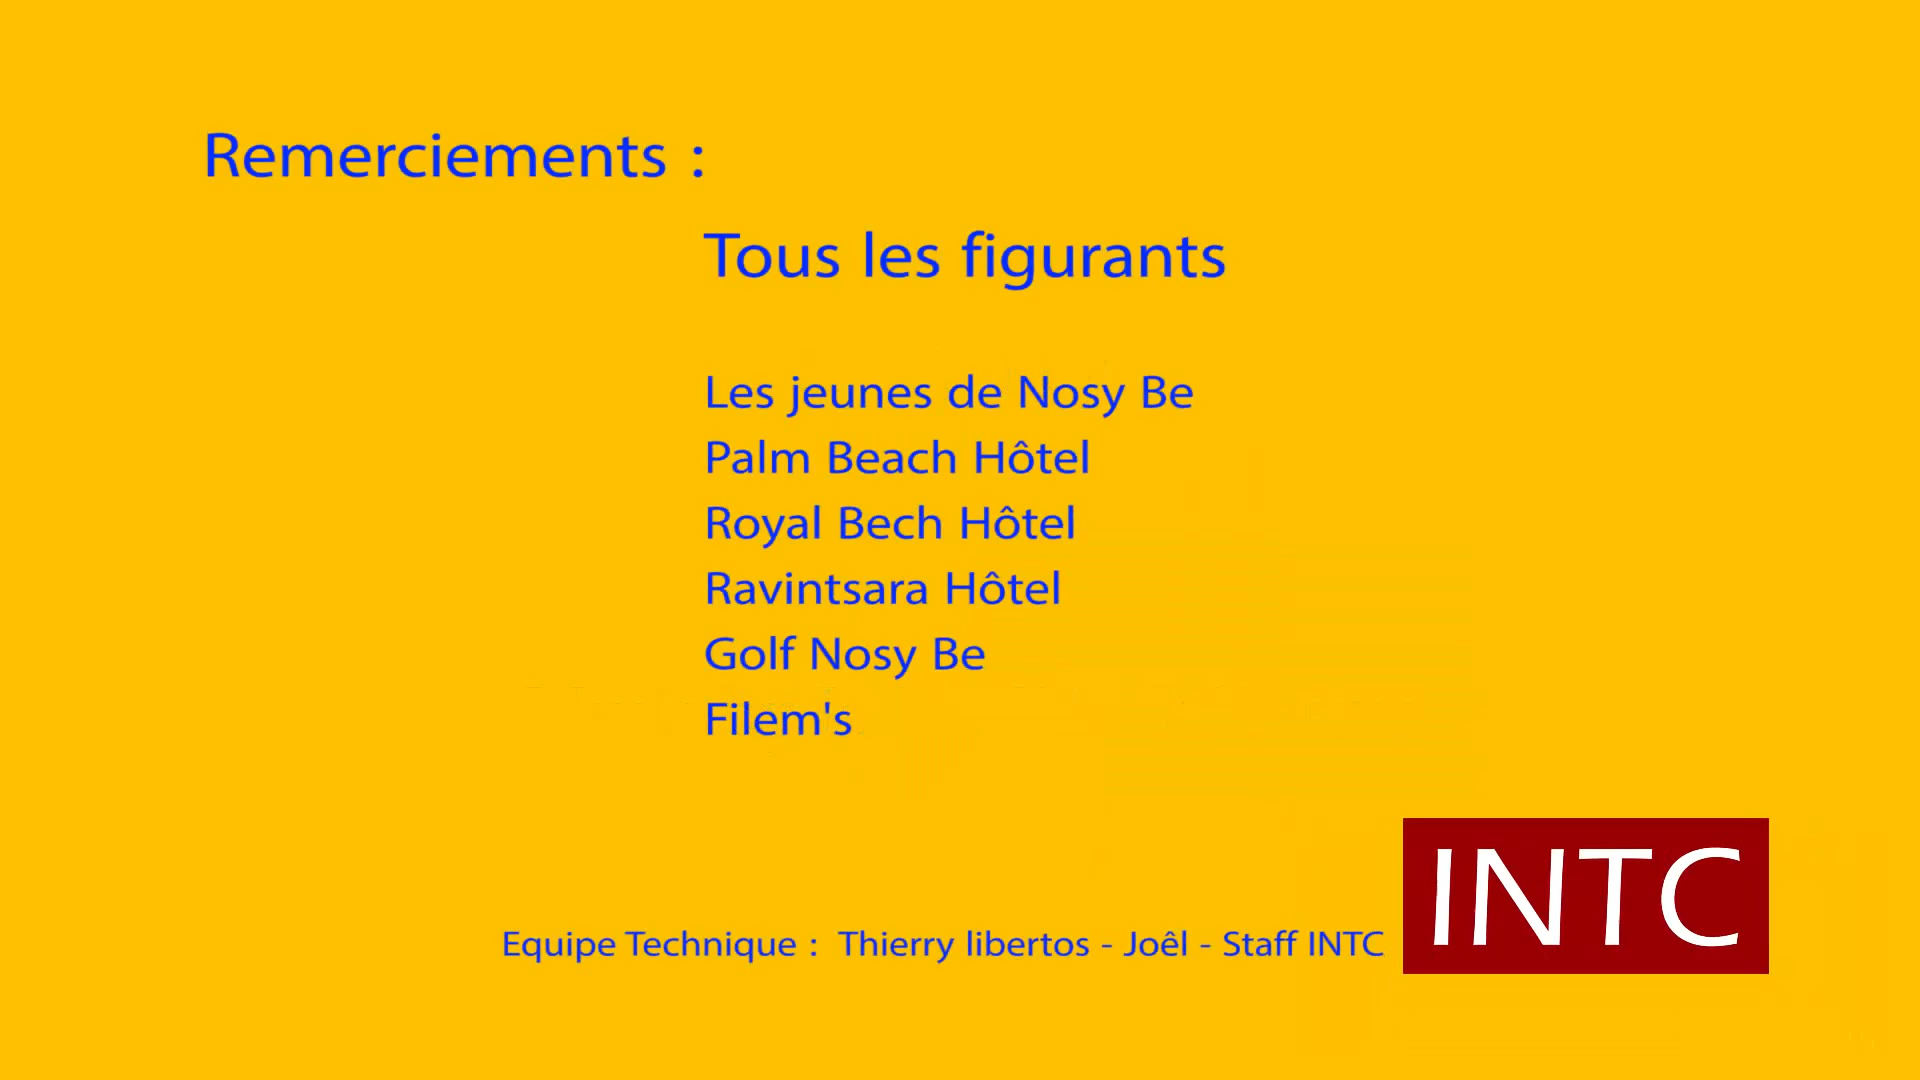 Remerciements :
Tous les figurants
Les jeunes de Nosy Be
Palm Beach Hôtel
Royal Bech Hôtel
Ravintsara Hôtel
Golf Nosy Be
Filem's
Equipe Technique : Thierry libertos - Joêl - Staff INTC
INTC